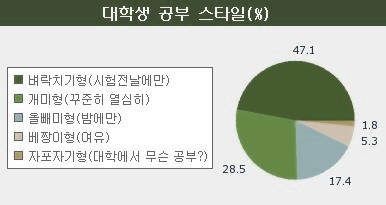 대학생 공부 스타일(%)
47.1
벼락치기형(시험전날에만)
개미형(꾸준히 열심히)
올빼미형(밤에만)
베짱이형(여유)
자포자기형(대학에서 무슨 공부?)
1.8
5.3
28.5
17.4